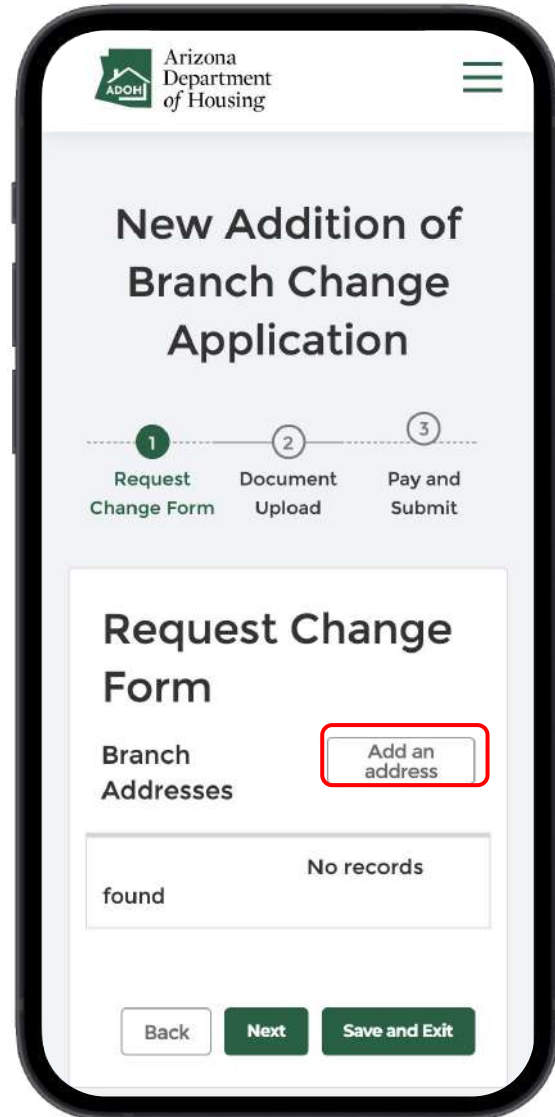 ADOH
Arizona
Department
of Housing
New Addition of
Branch Change
Application
1
2
3
Request
Change Form
Document
Upload
Pay and
Submit
Request Change
Form
Branch
Addresses
Add an
address
No records
found
Back
Next
Save and Exit